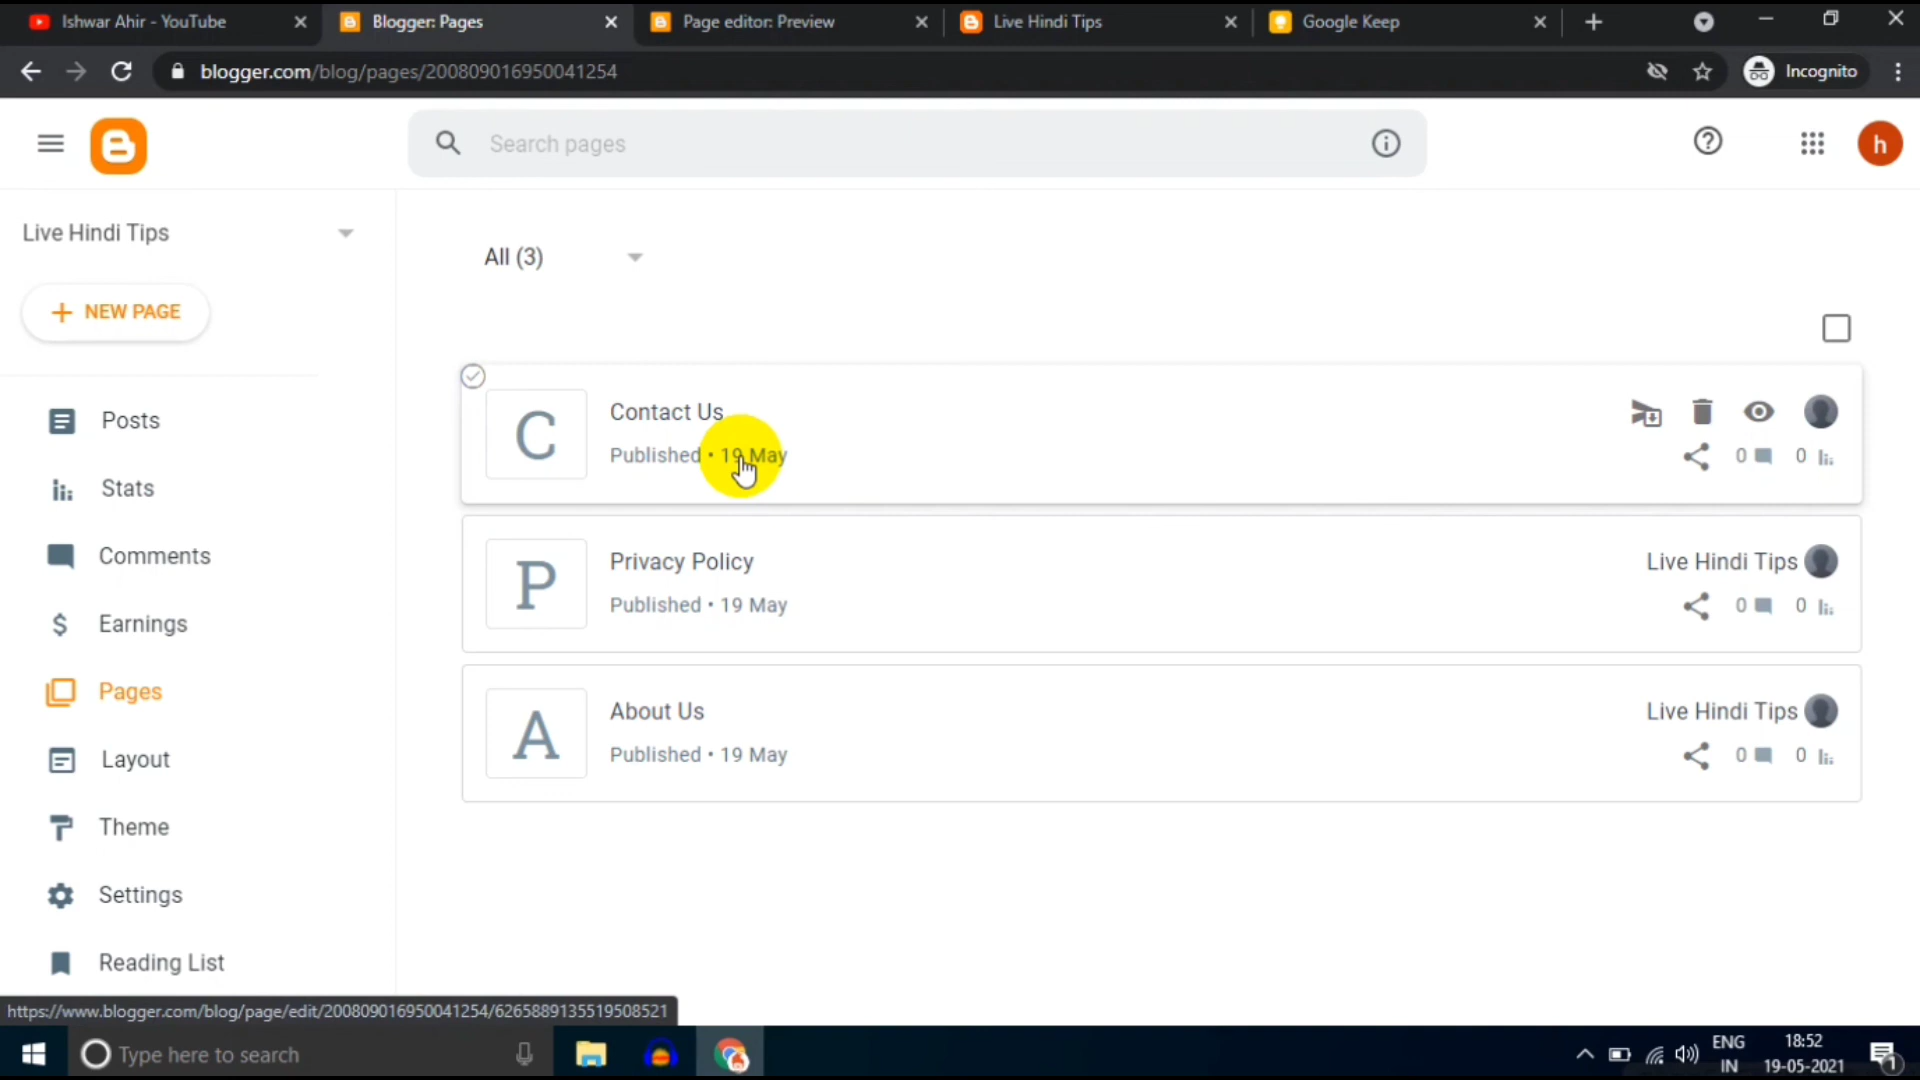 Ishwar Ahir - YouTube
Blogger: Pages
Page editor: Preview
Live Hindi Tips
Google Keep
blogger.com/blog/pages/200809016950041254
Incognito
Search pages
h
Live Hindi Tips
All (3)
NEW PAGE
Posts
Stats
Comments
Earnings
Pages
Layout
Theme
Settings
Reading List
C
Contact Us
Published • 19 May
0
0
P
Privacy Policy
Live Hindi Tips
Published • 19 May
0
0
A
About Us
Live Hindi Tips
Published • 19 May
0
0
https://www.blogger.com/blog/page/edit/200809016950041254/6265889135519508521
Type here to search
ENG
IN
18:52
19-05-2021
1